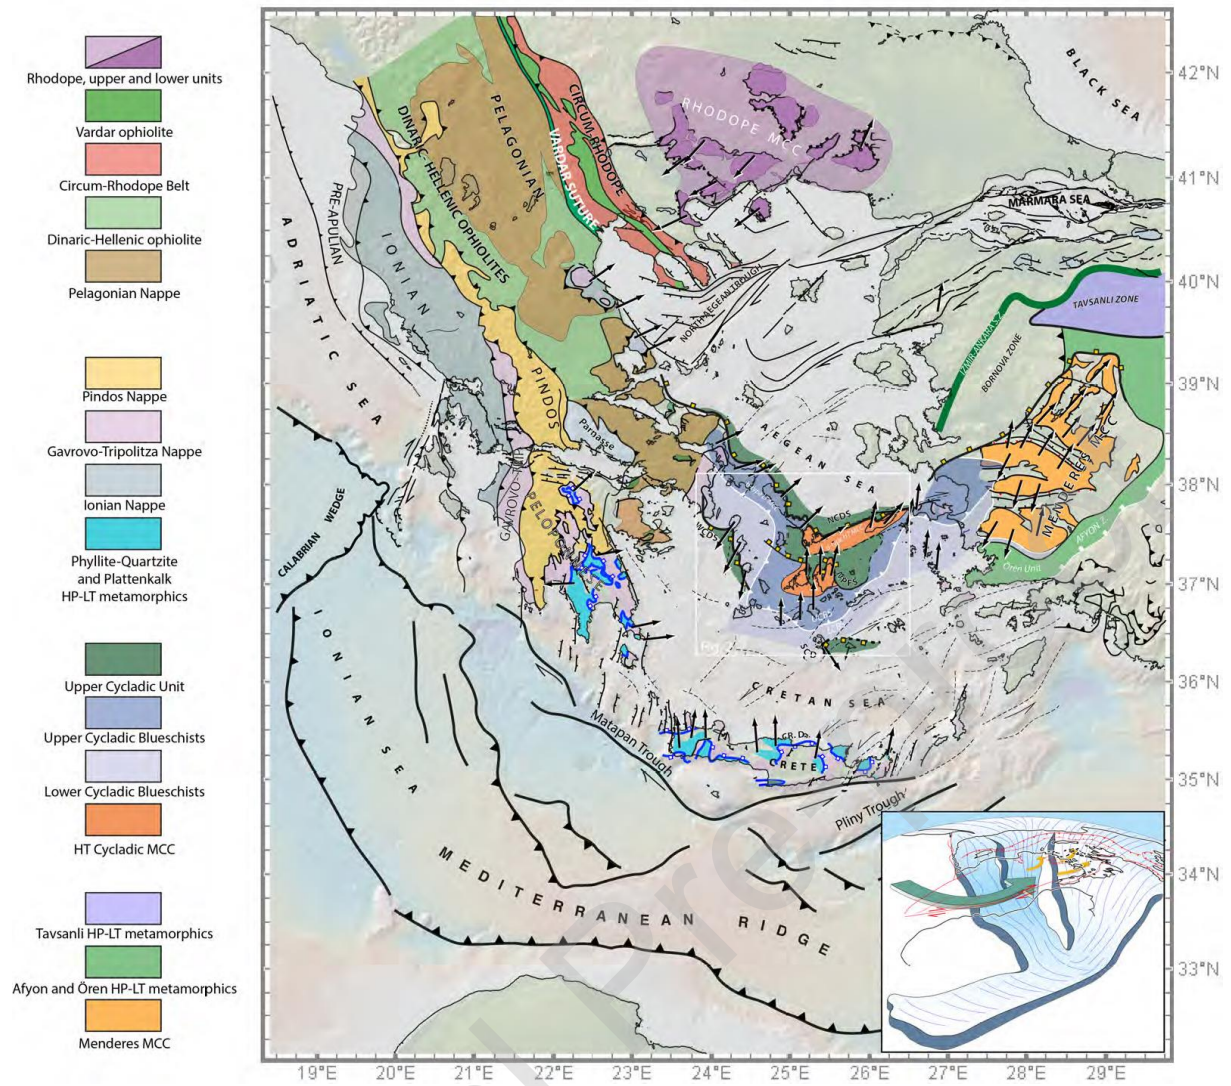 Rhodope, upper and lower units
Vardar ophiolite
Circum-Rhodope Belt
Dinaric-Hellenic ophiolite
Pelagonian Nappe
Pindos Nappe
Gavrovo-Tripolitza Nappe
Ionian Nappe
Phyllite-Quartzite
and Plattenkalk
HP-LT metamorphics
Upper Cycladic Unit
Upper Cycladic Blueschists
Lower Cycladic Blueschists
HT Cycladic MCC
Tavsanli HP-LT metamorphics
Afyon and Ören HP-LT metamorphics
Menderes MCC
BLACK SEA
RHODOPE MCC
CIRCUM-RHODOPE
PELAGONIAN
VARDAR SUTURE
DINARIC-HELLENIC OPHIOLITES
PRE-APULIAN
IONIAN
ADRIATIC SEA
MARMARA SEA
NORTH AEGEAN TROUGH
TAVSANLI ZONE
BORNOVA ZONE
PINDOS
Parnasse
AEGEAN SEA
MENDERES MCC
GAVROVO
NCDS
WCDS
CALABRIAN WEDGE
AFYON Z.
Ören Unit
IONIAN SEA
CRETAN SEA
Matapan Trough
CR. D.
CRETE
Pliny Trough
MEDITERRANEAN RIDGE
42°N
41°N
40°N
39°N
38°N
37°N
36°N
35°N
34°N
33°N
19°E
20°E
21°E
22°E
23°E
24°E
25°E
26°E
27°E
28°E
29°E